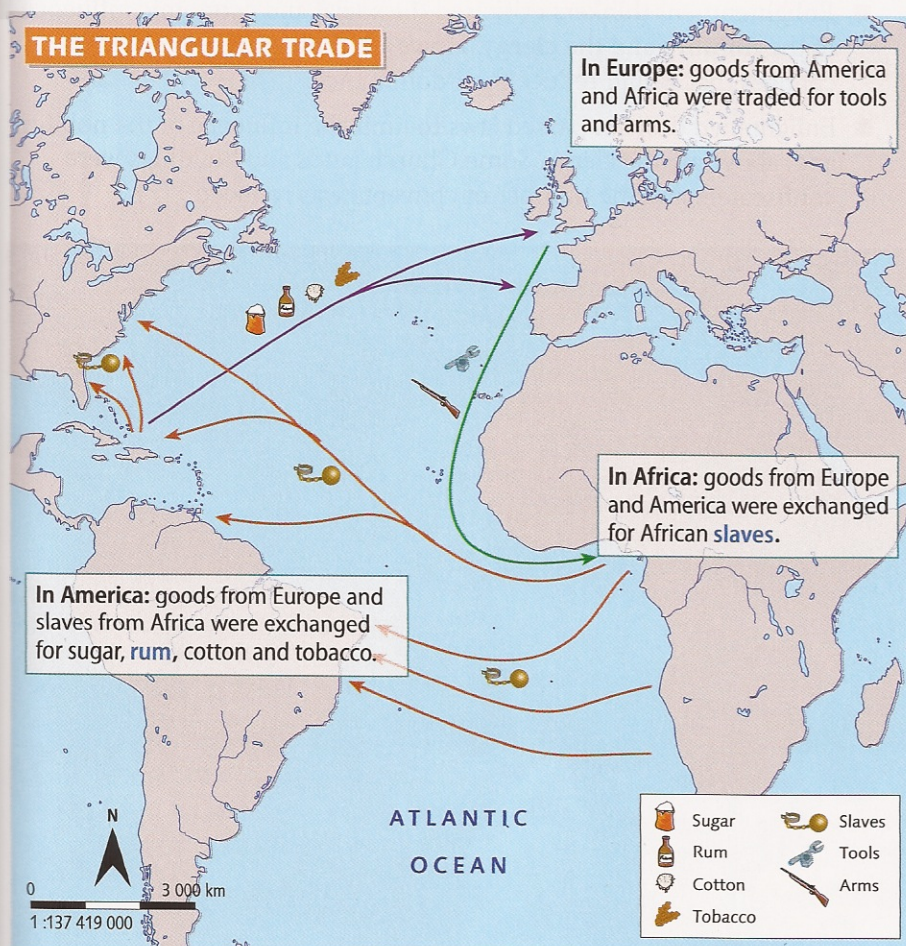 THE TRIANGULAR TRADE
In Europe: goods from America
and Africa were traded for tools
and arms.
In Africa: goods from Europe
and America were exchanged
for African slaves.
In America: goods from Europe and
slaves from Africa were exchanged
for sugar, rum, cotton and tobacco.
ATLANTIC
OCEAN
N
0 3 000 km
1 :137 419 000
Sugar
Rum
Cotton
Tobacco
Slaves
Tools
Arms